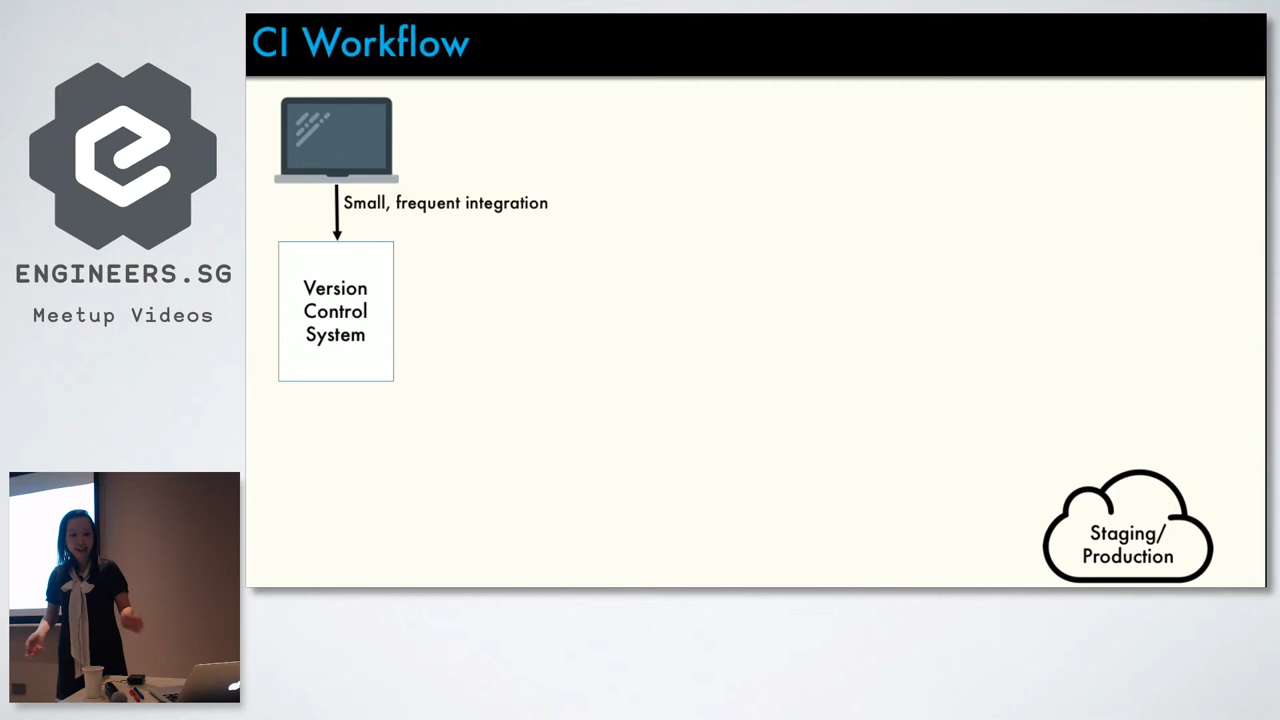 CI Workflow
Small, frequent integration
Version
Control
System
Staging/
Production
ENGINEERS.SG
Meetup Videos